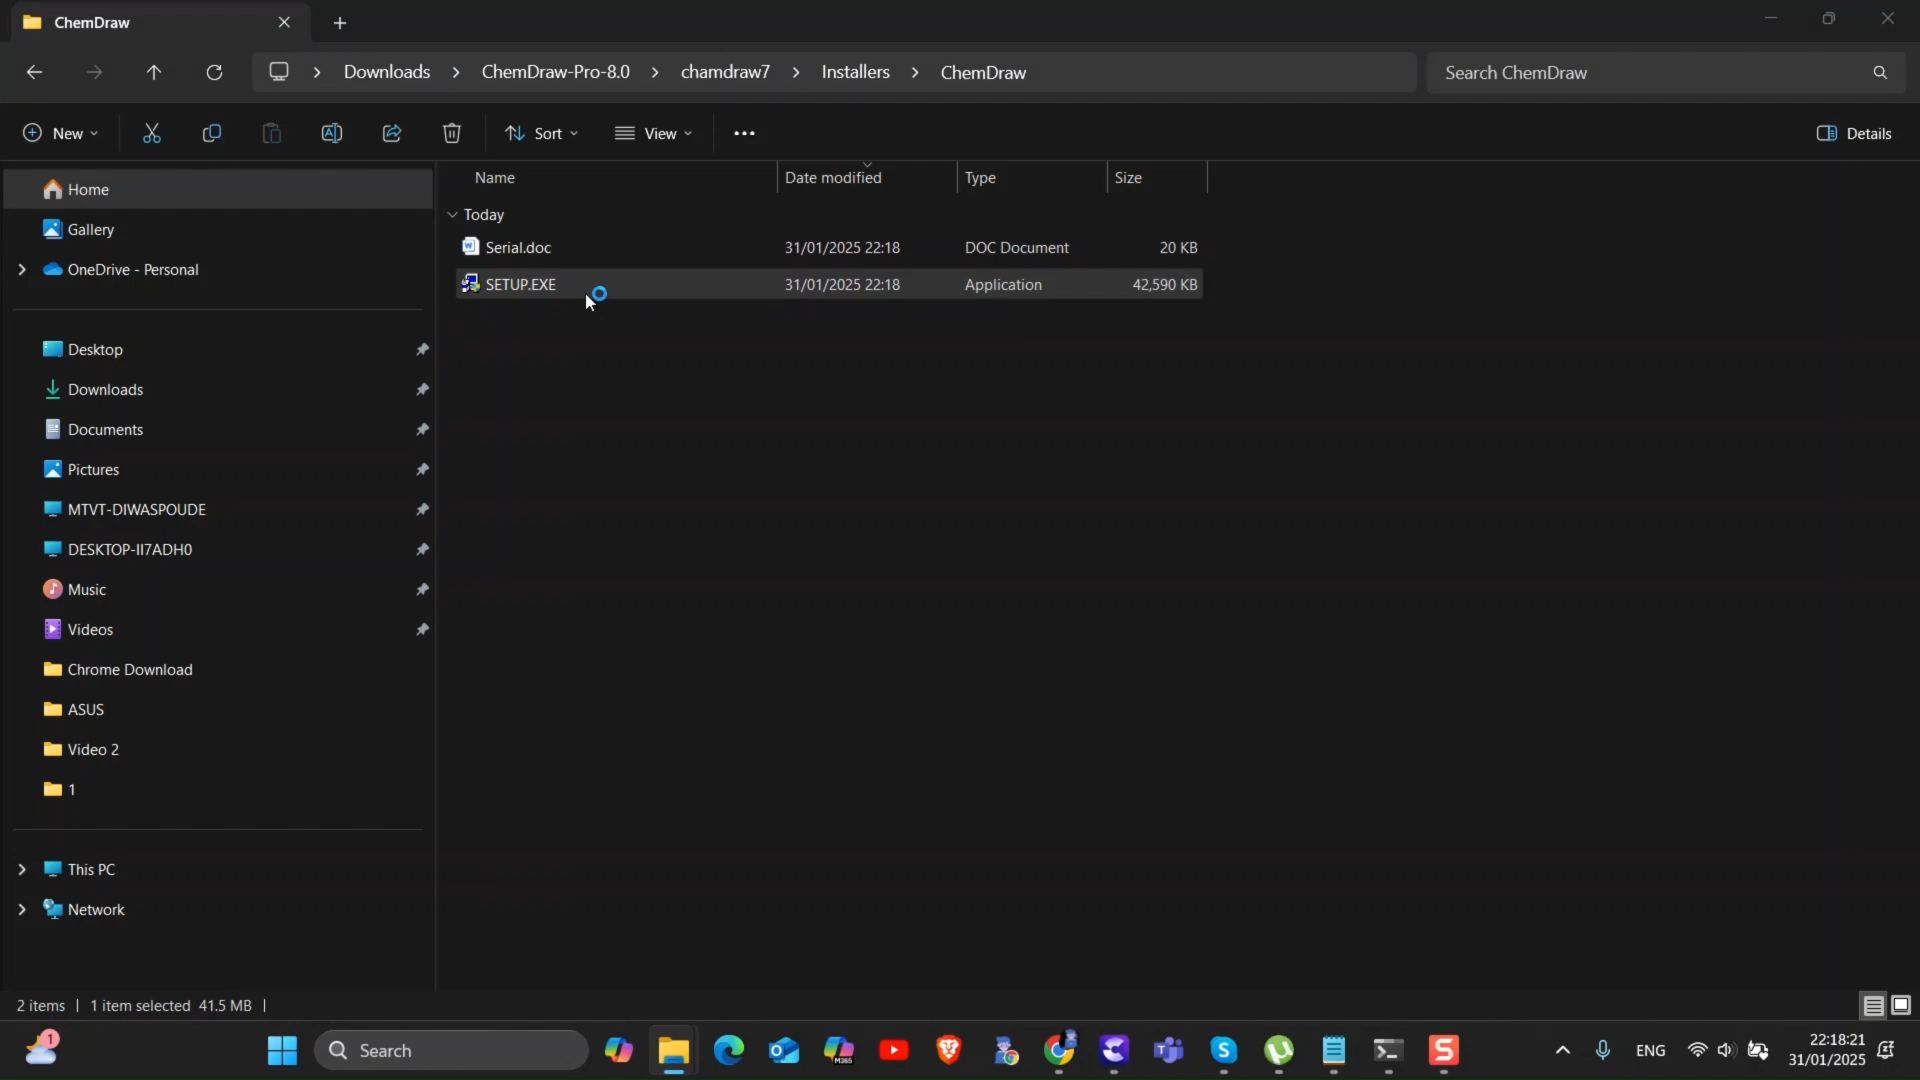 ChemDraw
Downloads
ChemDraw-Pro-8.0
chamdraw7
Installers
ChemDraw
Search ChemDraw
New
Sort
View
Details
Name
Date modified
Type
Size
Today
Serial.doc 31/01/2025 22:18 DOC Document 20 KB
SETUP.EXE 31/01/2025 22:18 Application 42,590 KB
Home
Gallery
OneDrive - Personal
Desktop
Downloads
Documents
Pictures
MTVT-DIWASPOUDE
DESKTOP-II7ADH0
Music
Videos
Chrome Download
ASUS
Video 2
1
This PC
Network
2 items
1 item selected 41.5 MB
1
Search
M365
ENG
22:18:21
31/01/2025